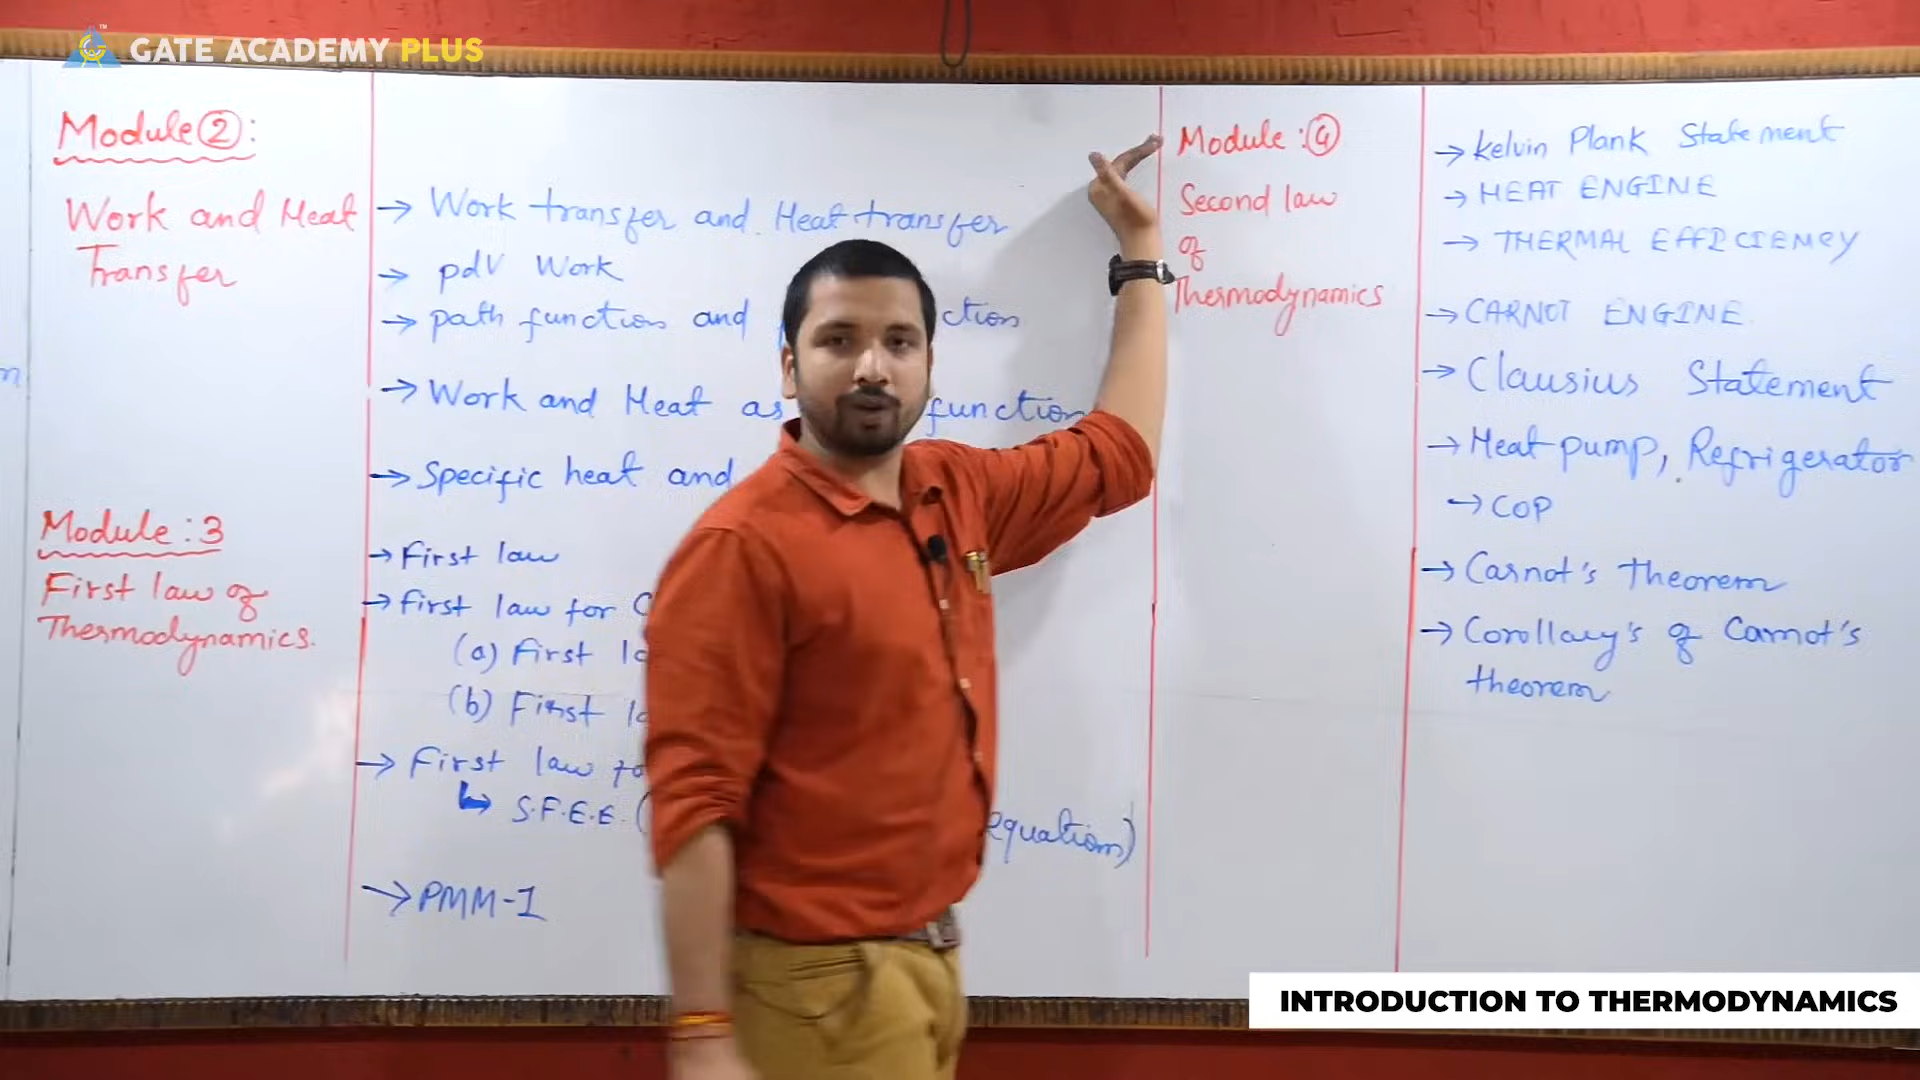 GATE ACADEMY PLUS
TM
Module ②:
Work and Heat
Transfer
→ Work transfer and Heat transfer
→ pdV Work
→ path function and ction
→ Work and Heat as function
→ Specific heat and
Module : 3
First law of
Thermodynamics.
→ First law
→ first law for
(a) First
(b) First
→ First law
↳ S.F.E.E. ( equation)
→ PMM-1
Module : ④
Second law
of
Thermodynamics
→ Kelvin Plank Statement
→ HEAT ENGINE
→ THERMAL EFFICIENCY
→ CARNOT ENGINE
→ Clausius Statement
→ Heat pump, Refrigerator
→ COP
→ Carnot's theorem
→ Corollary's of Carnot's
theorem
INTRODUCTION TO THERMODYNAMICS